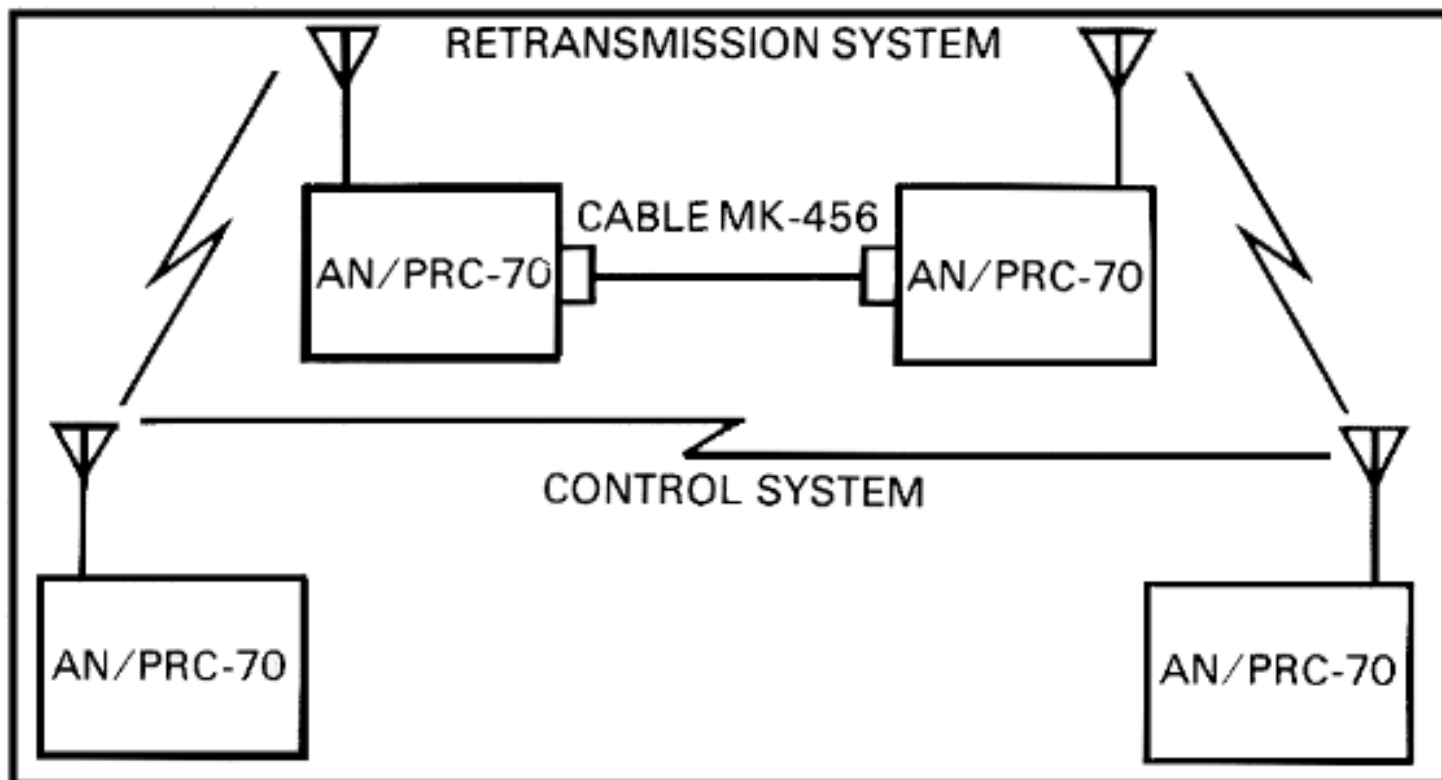 RETRANSMISSION SYSTEM
CABLE MK-456
AN/PRC-70
AN/PRC-70
CONTROL SYSTEM
AN/PRC-70
AN/PRC-70